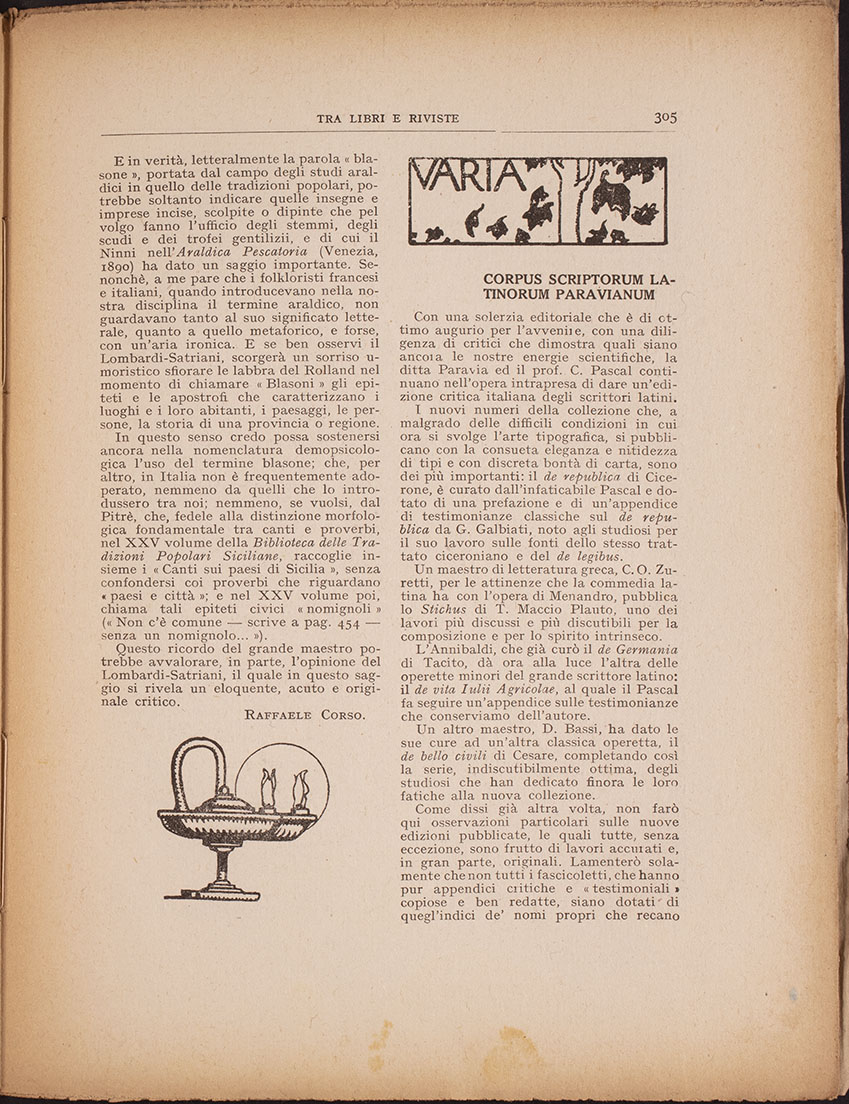 TRA LIBRI E RIVISTE 305
E in verità, letteralmente la parola « bla-
sone », portata dal campo degli studi aral-
dici in quello delle tradizioni popolari, po-
trebbe soltanto indicare quelle insegne e
imprese incise, scolpite o dipinte che pel
volgo fanno l'ufficio degli stemmi, degli
scudi e dei trofei gentilizii, e di cui il
Ninni nell'Araldica Pescatoria (Venezia,
1890) ha dato un saggio importante. Se-
nonchè, a me pare che i folkloristi francesi
e italiani, quando introducevano nella no-
stra disciplina il termine araldico, non
guardavano tanto al suo significato lette-
rale, quanto a quello metaforico, e forse,
con un'aria ironica. E se ben osservi il
Lombardi-Satriani, scorgerà un sorriso u-
moristico sfiorare le labbra del Rolland nel
momento di chiamare « Blasoni » gli epi-
teti e le apostrofi che caratterizzano i
luoghi e i loro abitanti, i paesaggi, le per-
sone, la storia di una provincia o regione.
In questo senso credo possa sostenersi
ancora nella nomenclatura demopsicolo-
gica l'uso del termine blasone; che, per
altro, in Italia non è frequentemente ado-
perato, nemmeno da quelli che lo intro-
dussero tra noi; nemmeno, se vuolsi, dal
Pitrè, che, fedele alla distinzione morfolo-
gica fondamentale tra canti e proverbi,
nel XXV volume della Biblioteca delle Tra-
dizioni Popolari Siciliane, raccoglie in-
sieme i « Canti sui paesi di Sicilia », senza
confondersi coi proverbi che riguardano
« paesi e città »; e nel XXV volume poi,
chiama tali epiteti civici « nomignoli »
(« Non c'è comune — scrive a pag. 454 —
senza un nomignolo... »).
Questo ricordo del grande maestro po-
trebbe avvalorare, in parte, l'opinione del
Lombardi-Satriani, il quale in questo sag-
gio si rivela un eloquente, acuto e origi-
nale critico.
RAFFAELE CORSO.
VARIA
CORPUS SCRIPTORUM LA-
TINORUM PARAVIANUM
Con una solerzia editoriale che è di ot-
timo augurio per l'avvenire, con una dili-
genza di critici che dimostra quali siano
ancora le nostre energie scientifiche, la
ditta Paravia ed il prof. C. Pascal conti-
nuano nell'opera intrapresa di dare un'edi-
zione critica italiana degli scrittori latini.
I nuovi numeri della collezione che, a
malgrado delle difficili condizioni in cui
ora si svolge l'arte tipografica, si pubbli-
cano con la consueta eleganza e nitidezza
di tipi e con discreta bontà di carta, sono
dei più importanti: il de republica di Cice-
rone, è curato dall'infaticabile Pascal e do-
tato di una prefazione e di un'appendice
di testimonianze classiche sul de repu-
blica da G. Galbiati, noto agli studiosi per
il suo lavoro sulle fonti dello stesso trat-
tato ciceroniano e del de legibus.
Un maestro di letteratura greca, C. O. Zu-
retti, per le attinenze che la commedia la-
tina ha con l'opera di Menandro, pubblica
lo Stichus di T. Maccio Plauto, uno dei
lavori più discussi e più discutibili per la
composizione e per lo spirito intrinseco.
L'Annibaldi, che già curò il de Germania
di Tacito, dà ora alla luce l'altra delle
operette minori del grande scrittore latino:
il de vita Iulii Agricolae, al quale il Pascal
fa seguire un'appendice sulle testimonianze
che conserviamo dell'autore.
Un altro maestro, D. Bassi, ha dato le
sue cure ad un'altra classica operetta, il
de bello civili di Cesare, completando così
la serie, indiscutibilmente ottima, degli
studiosi che han dedicato finora le loro
fatiche alla nuova collezione.
Come dissi già altra volta, non farò
qui osservazioni particolari sulle nuove
edizioni pubblicate, le quali tutte, senza
eccezione, sono frutto di lavori accurati e,
in gran parte, originali. Lamenterò sola-
mente che non tutti i fascicoletti, che hanno
pur appendici critiche e « testimoniali »
copiose e ben redatte, siano dotati di
quegl'indici de' nomi propri che recano